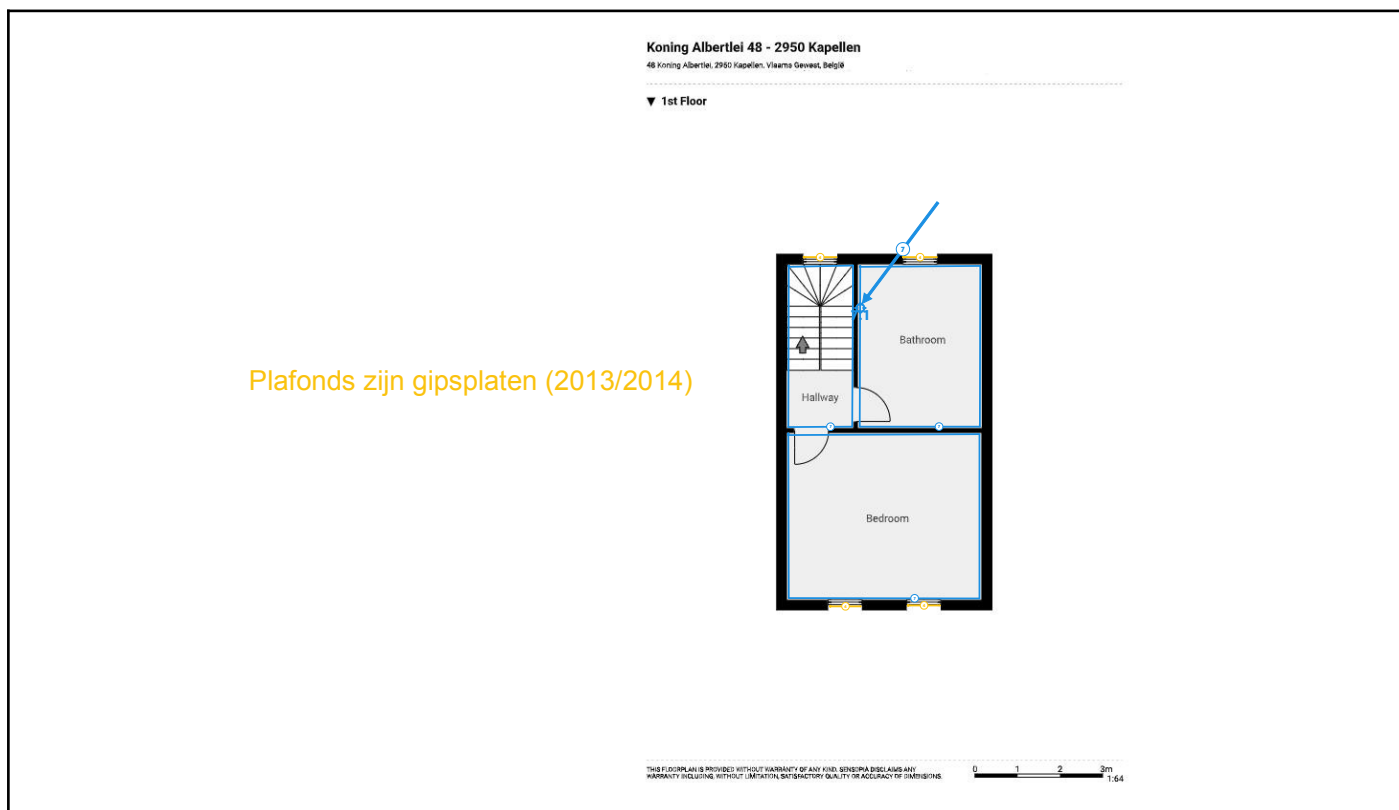 Koning Albertlei 48 - 2950 Kapellen
48 Koning Albertlei, 2950 Kapellen, Vlaams Gewest, België
▼ 1st Floor
7
Bathroom
Plafonds zijn gipsplaten (2013/2014)
Hallway
Bedroom
THIS FLOORPLAN IS PROVIDED WITHOUT WARRANTY OF ANY KIND. SENSOPIA DISCLAIMS ANY
WARRANTY INCLUDING, WITHOUT LIMITATION, SATISFACTORY QUALITY OR ACCURACY OF DIMENSIONS.
0 1 2 3m
1:64